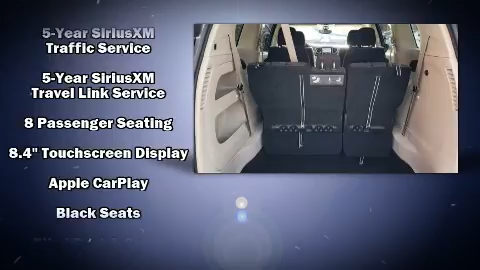 5-Year SiriusXM
Traffic Service
5-Year SiriusXM
Travel Link Service
8 Passenger Seating
8.4" Touchscreen Display
Apple CarPlay
Black Seats